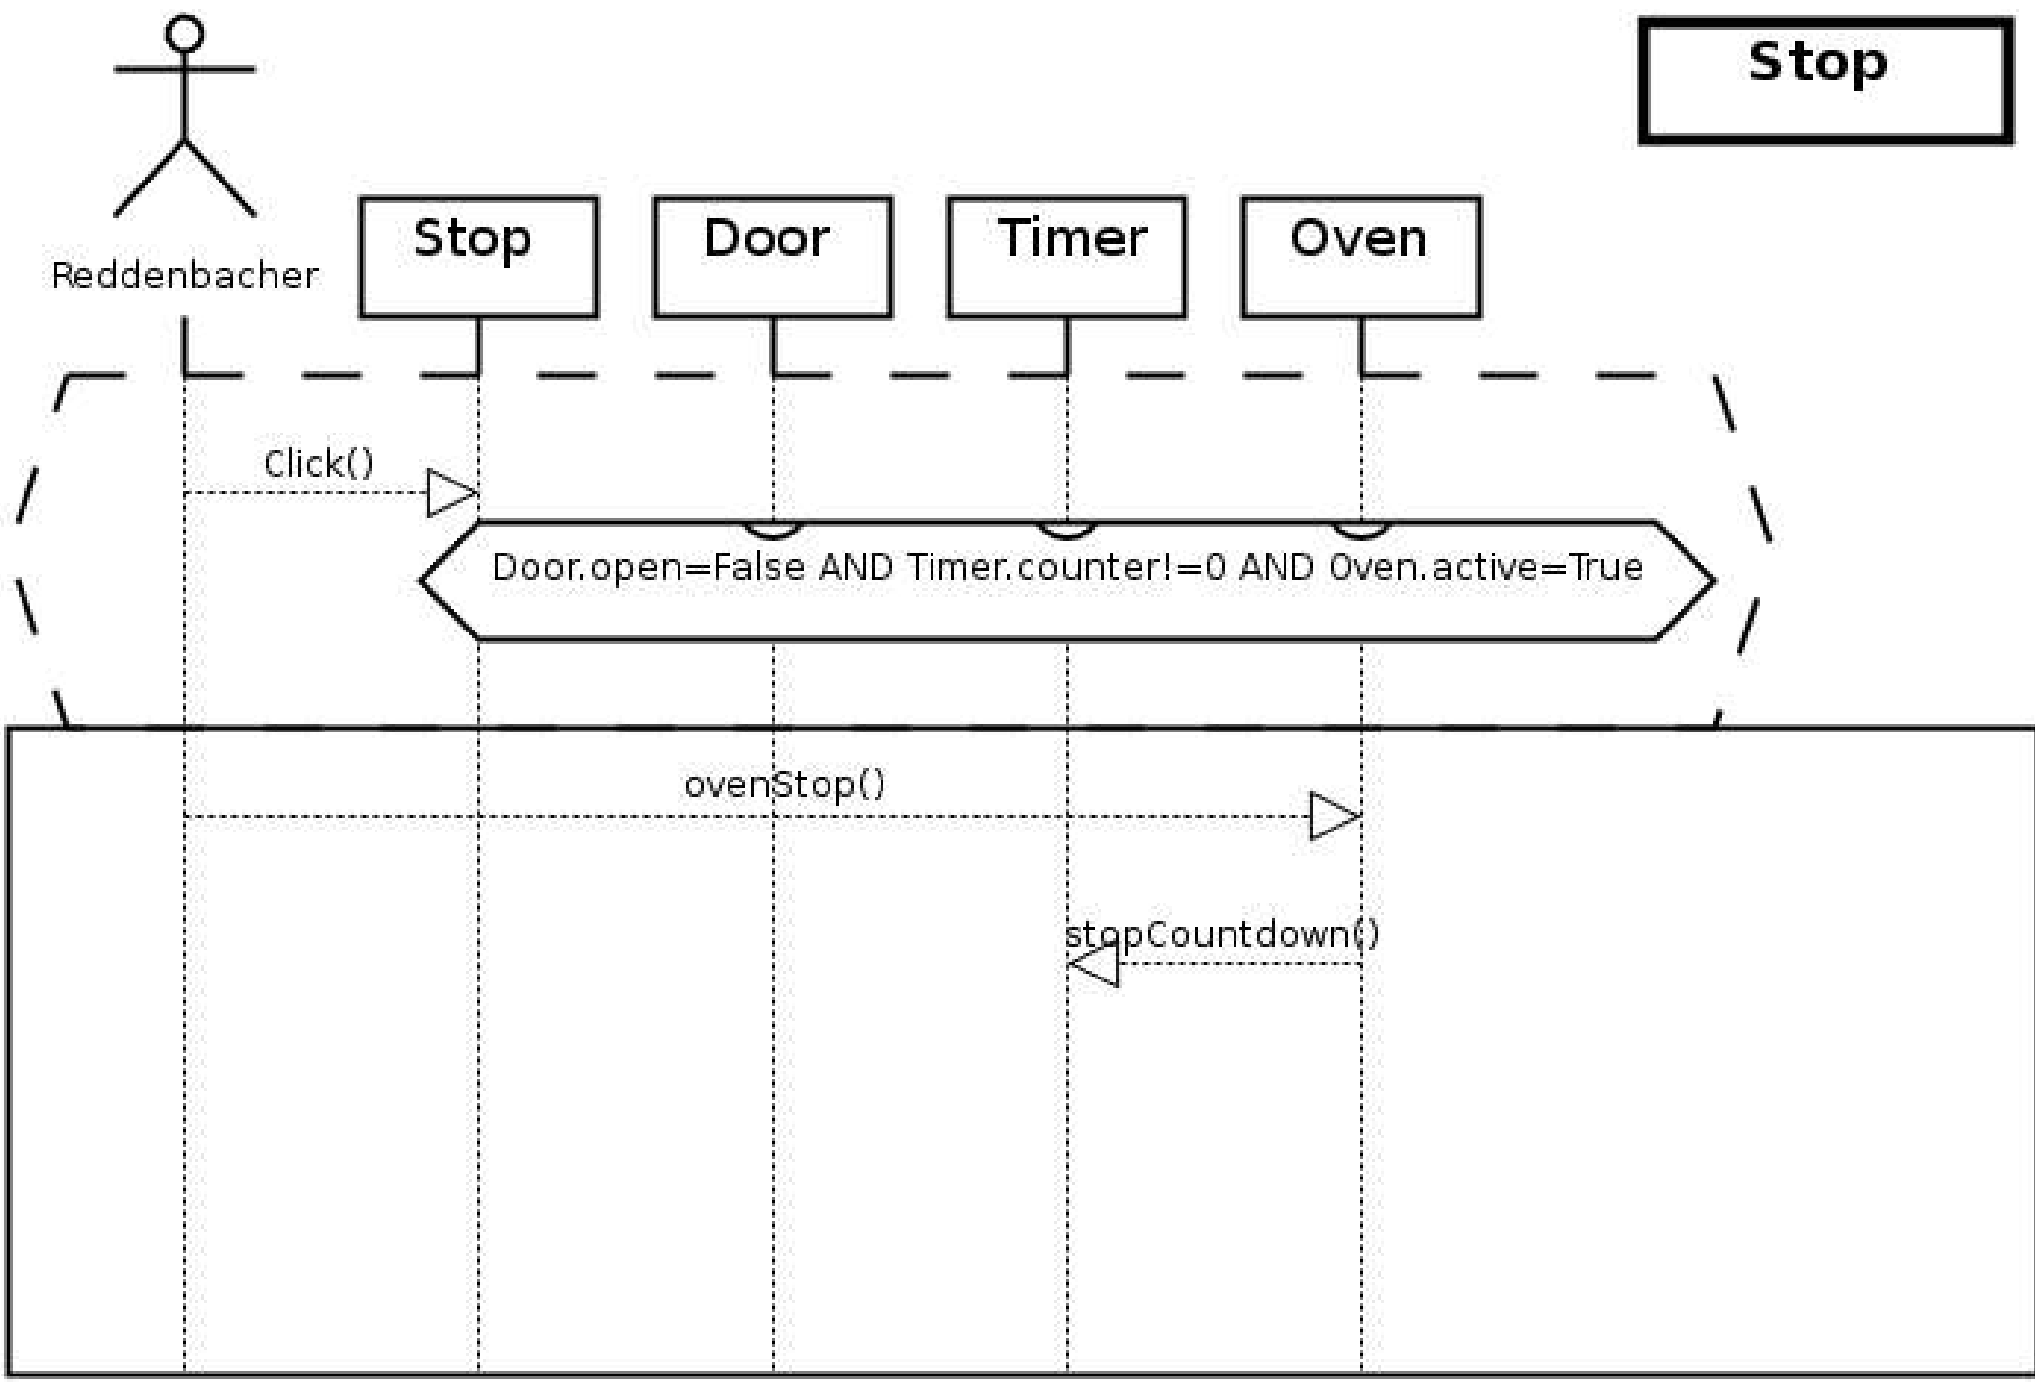 Stop
Reddenbacher
Stop
Door
Timer
Oven
Click()
Door.open=False AND Timer.counter!=0 AND Oven.active=True
ovenStop()
stopCountdown()